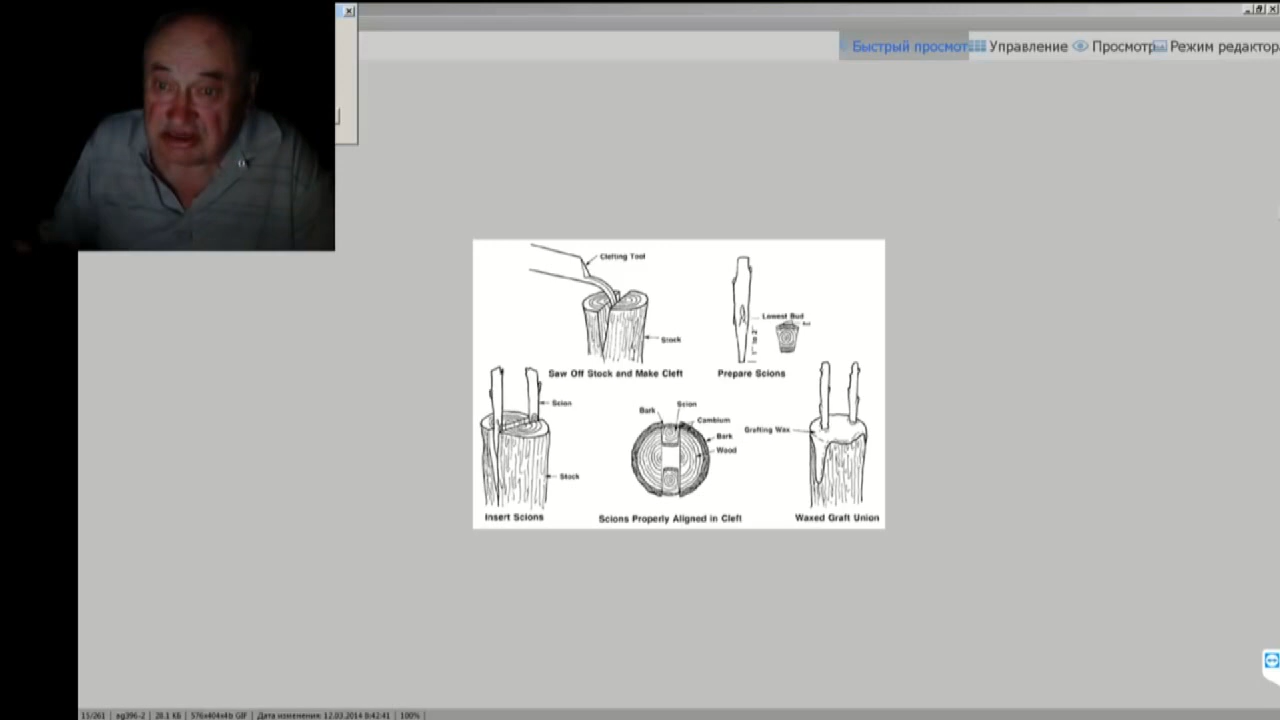 Быстрый просмот
Управление
Просмотр
Режим редактора
Clefting Tool
Stock
Saw Off Stock and Make Cleft
Lowest Bud
Prepare Scions
Scion
Stock
Insert Scions
Bark
Scion
Cambium
Bark
Wood
Scions Properly Aligned in Cleft
Grafting Wax
Waxed Graft Union
15/261 | ag396-2 | 28.1 КБ | 576x404x4b GIF | Дата изменения: 12.03.2014 8:42:41 | 100% |